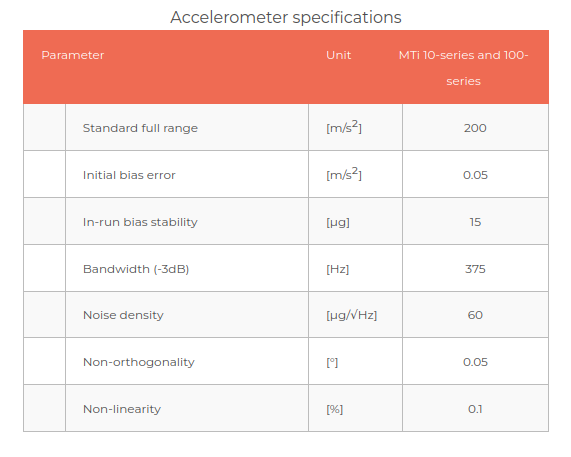 Accelerometer specifications
Parameter Unit MTi 10-series and 100-
series
Standard full range [m/s²] 200
Initial bias error [m/s²] 0.05
In-run bias stability [µg] 15
Bandwidth (-3dB) [Hz] 375
Noise density [µg/√Hz] 60
Non-orthogonality [°] 0.05
Non-linearity [%] 0.1